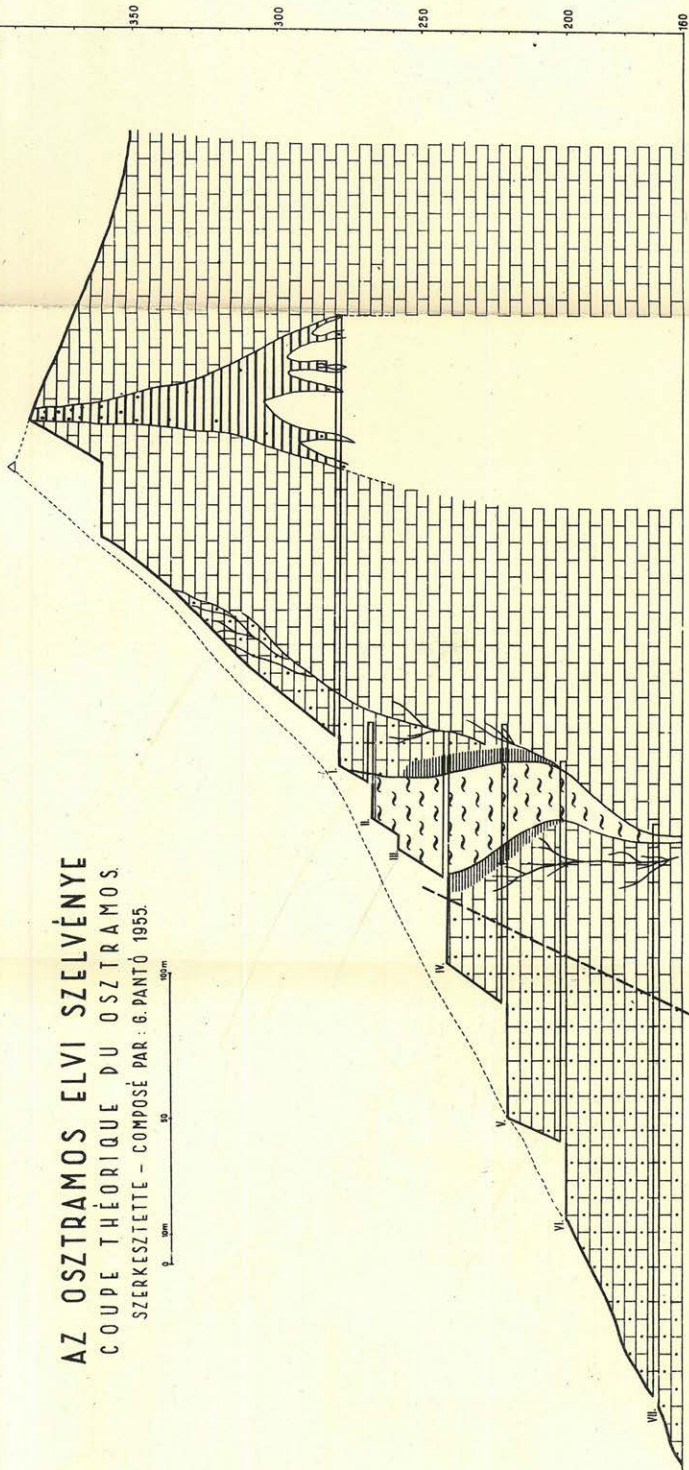 AZ OSZTRAMOS ELVI SZELVÉNYE
COUPE THÉORIQUE DU OSZTRAMOS
SZERKESZTETTE - COMPOSÉ PAR: G. PANTÓ 1955.
0 10m 50 100m
350
300
250
200
160
I.
II.
III.
IV.
V.
VI.
VII.